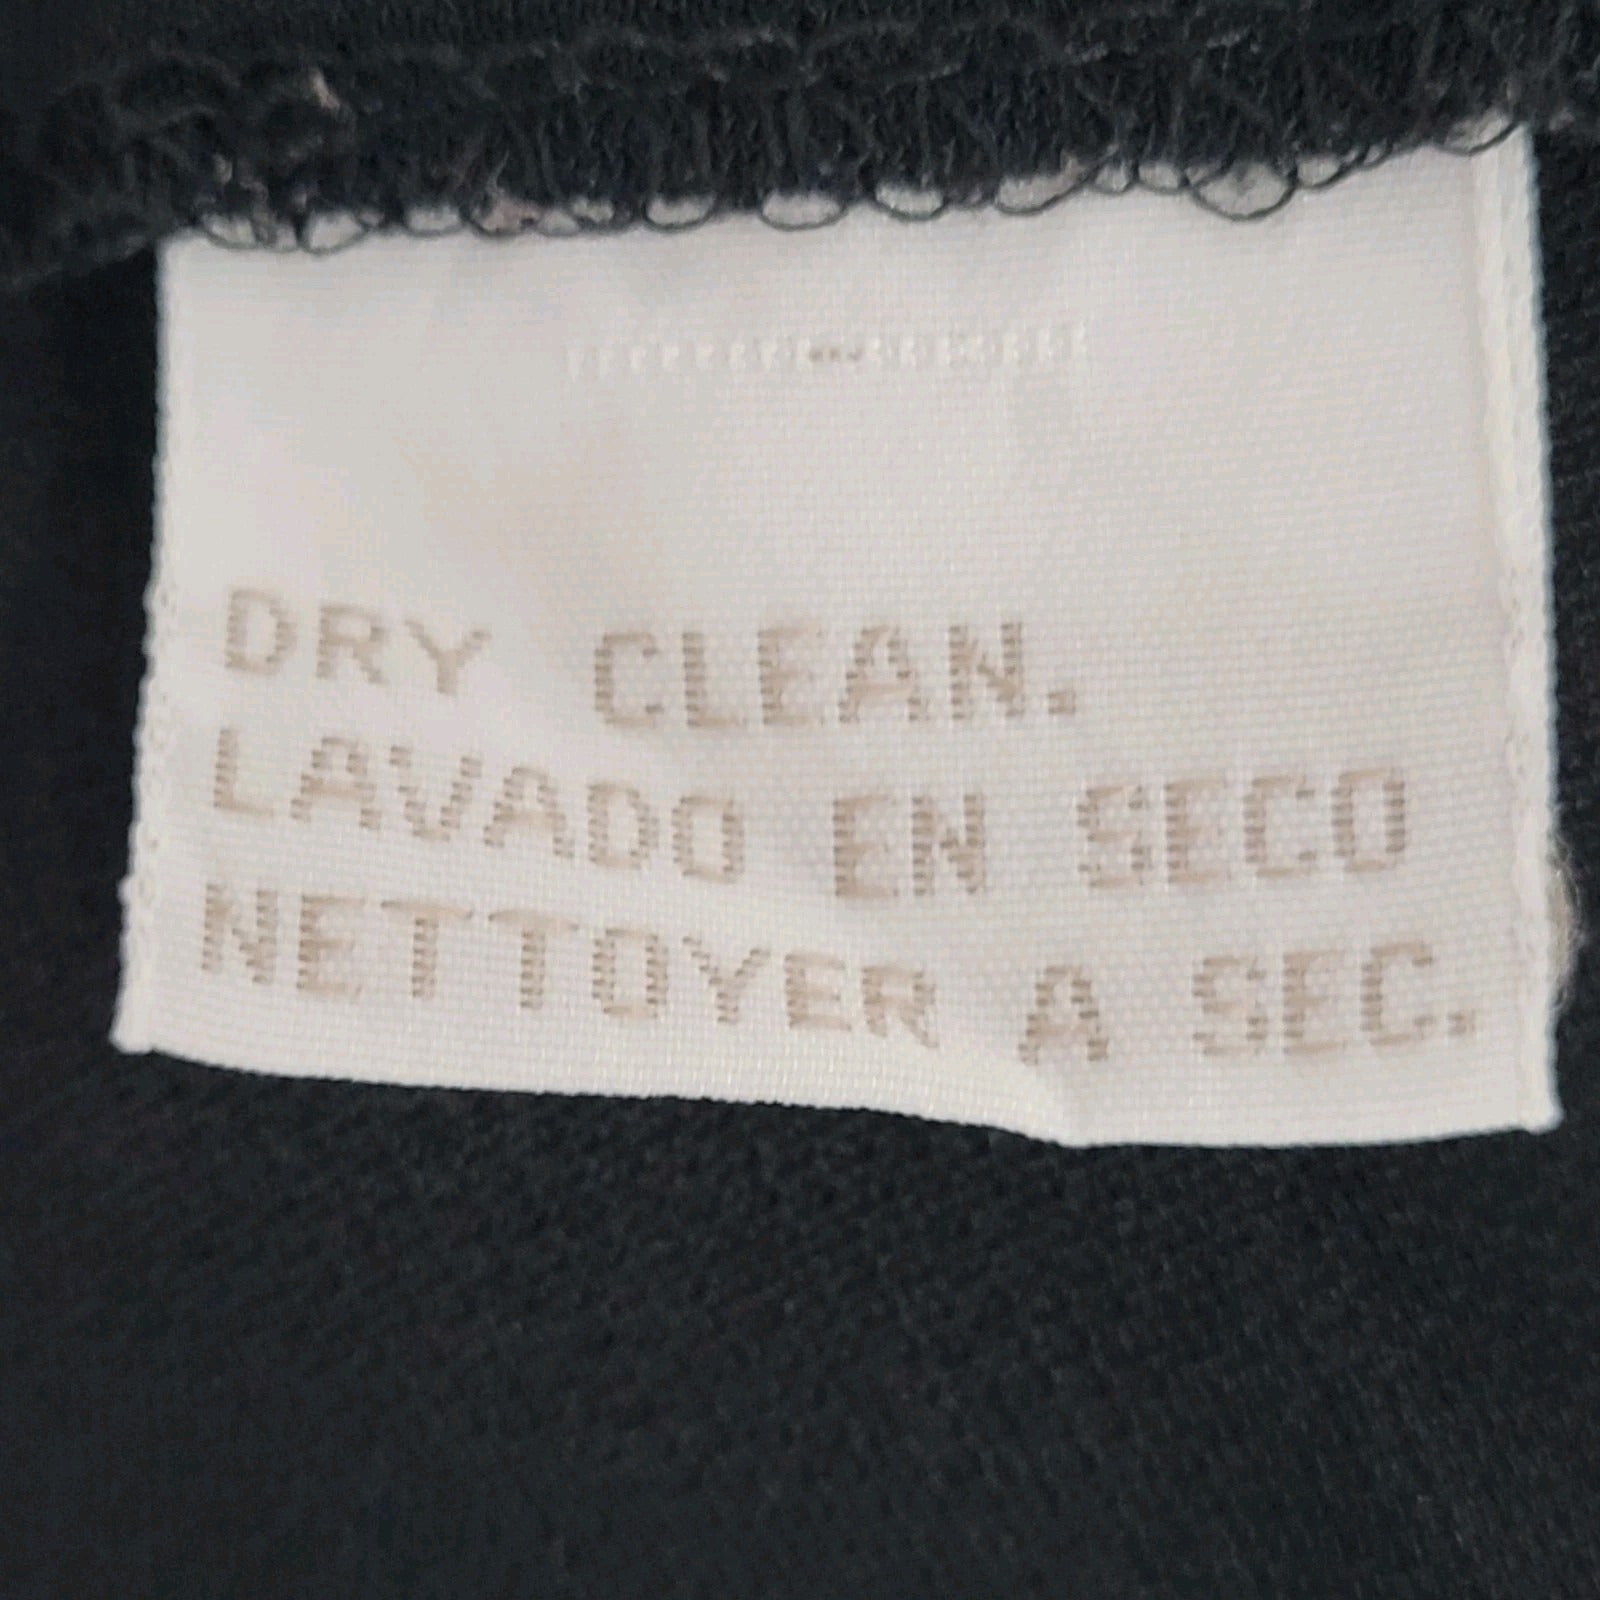 DRY CLEAN.
LAVADO EN SECO
NETTOYER A SEC.